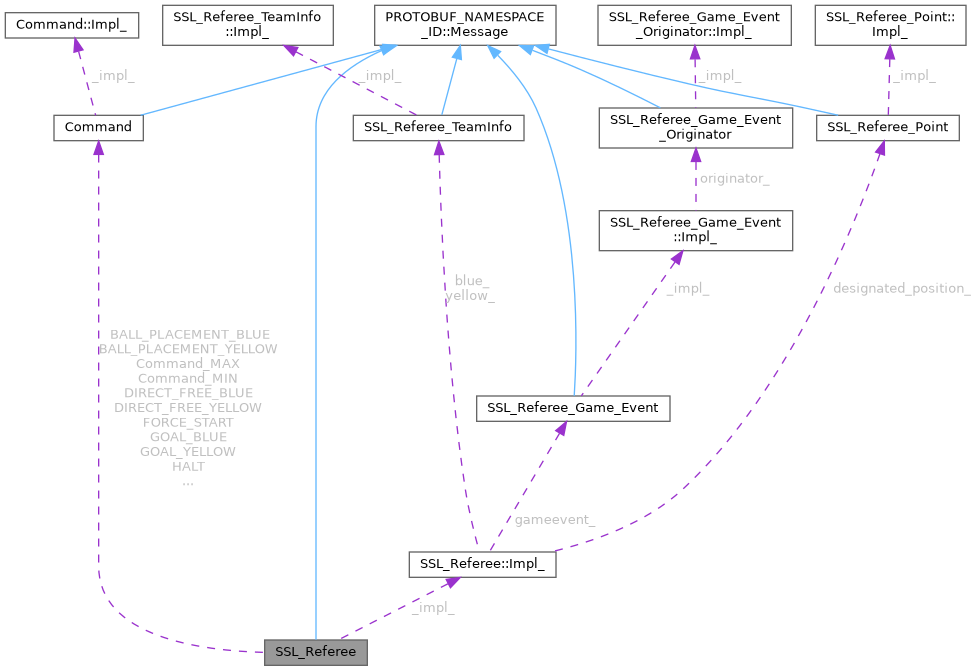 Command::Impl_
SSL_Referee_TeamInfo
::Impl_
PROTOBUF_NAMESPACE
_ID::Message
SSL_Referee_Game_Event
_Originator::Impl_
SSL_Referee_Point::
Impl_
_impl_
_impl_
_impl_
_impl_
Command
SSL_Referee_TeamInfo
SSL_Referee_Game_Event
_Originator
SSL_Referee_Point
originator_
SSL_Referee_Game_Event
::Impl_
blue_
yellow_
_impl_
designated_position_
BALL_PLACEMENT_BLUE
BALL_PLACEMENT_YELLOW
Command_MAX
Command_MIN
DIRECT_FREE_BLUE
DIRECT_FREE_YELLOW
FORCE_START
GOAL_BLUE
GOAL_YELLOW
HALT
...
SSL_Referee_Game_Event
gameevent_
SSL_Referee::Impl_
_impl_
SSL_Referee